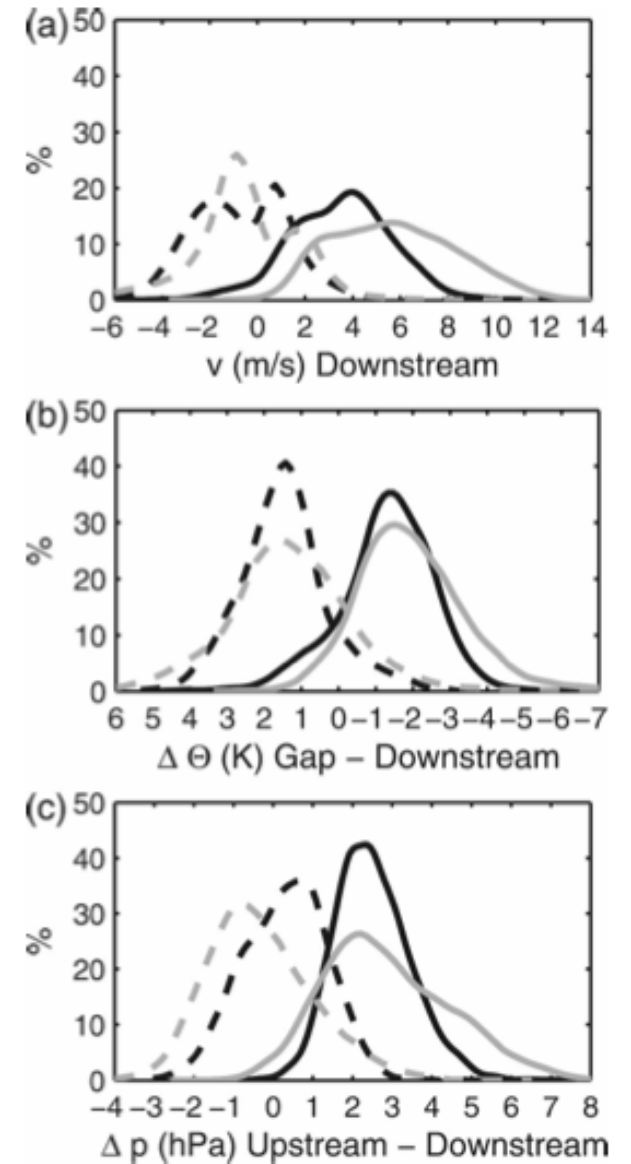 (a) 50
40
30
20
10
0
%
−6 −4 −2 0 2 4 6 8 10 12 14
v (m/s) Downstream
(b) 50
40
30
20
10
0
%
6 5 4 3 2 1 0 −1 −2 −3 −4 −5 −6 −7
Δ Θ (K) Gap − Downstream
(c) 50
40
30
20
10
0
%
−4 −3 −2 −1 0 1 2 3 4 5 6 7 8
Δ p (hPa) Upstream − Downstream